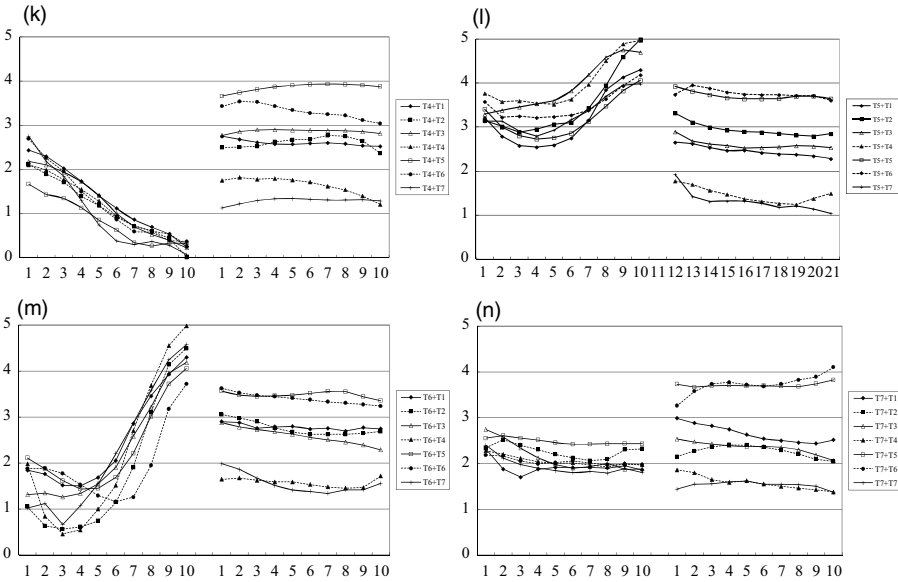 (k)
5
4
3
2
1
0
1 2 3 4 5 6 7 8 9 10 1 2 3 4 5 6 7 8 9 10
T4+T1
T4+T2
T4+T3
T4+T4
T4+T5
T4+T6
T4+T7
(l)
5
4
3
2
1
0
1 2 3 4 5 6 7 8 9 10 11 12 13 14 15 16 17 18 19 20 21
T5+T1
T5+T2
T5+T3
T5+T4
T5+T5
T5+T6
T5+T7
(m)
5
4
3
2
1
0
1 2 3 4 5 6 7 8 9 10 1 2 3 4 5 6 7 8 9 10
T6+T1
T6+T2
T6+T3
T6+T4
T6+T5
T6+T6
T6+T7
(n)
5
4
3
2
1
0
1 2 3 4 5 6 7 8 9 10 1 2 3 4 5 6 7 8 9 10
T7+T1
T7+T2
T7+T3
T7+T4
T7+T5
T7+T6
T7+T7